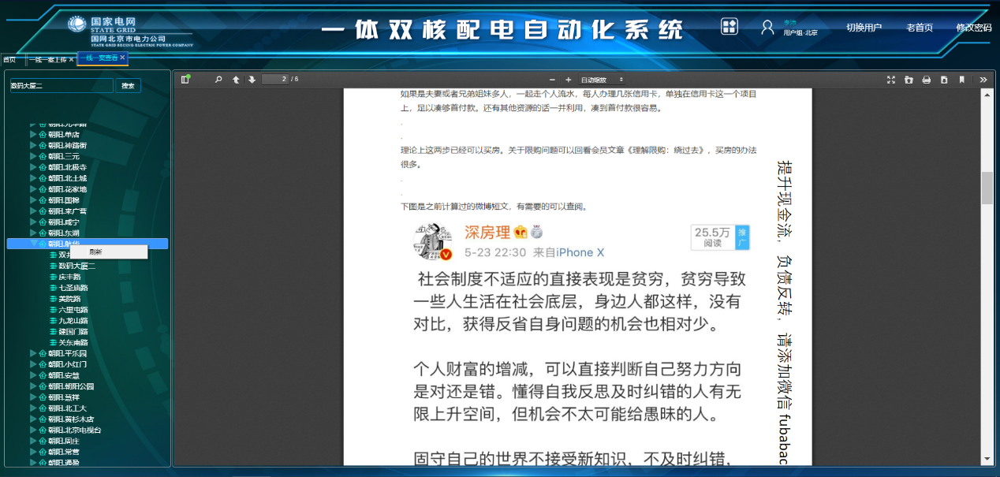 国家电网
STATE GRID
国网北京市电力公司
STATE GRID BEIJING ELECTRIC POWER COMPANY
一体双核配电自动化系统
用户组:北京
切换用户
老首页
修改密码
首页
一线一案上传 ×
一线一案查看 ×
数码大厦二
搜索
2 / 6
自动缩放
朝阳.单店
朝阳.神路街
朝阳.三元
朝阳.北极寺
朝阳.北土城
朝阳.花家地
朝阳.国棉
朝阳.来广营
朝阳.咸宁
朝阳.东湖
朝阳.航华
刷新
数码大厦二
庆丰路
七圣庙路
美院路
六里屯路
九龙山路
建国门路
关东南路
朝阳.平乐园
朝阳.小红门
朝阳.安慧
朝阳.朝阳公园
朝阳.慧祥
朝阳.北工大
朝阳.黄杉木店
朝阳.北京电视台
朝阳.周庄
朝阳.常营
朝阳.通盈
如果是夫妻或者兄弟姐妹多人，一起走个人流水，每人办理几张信用卡，单独在信用卡这一个项目
上，足以凑够首付款。还有其他资源的话一并利用，凑到首付款很容易。
.
.
理论上这两步已经可以买房。关于限购问题可以回看会员文章《理解限购：绕过去》，买房的办法
很多。
.
.
下图是之前计算过的微博短文，有需要的可以查阅。
深房理
5-23 22:30 来自iPhone X
25.5万
阅读
推广
社会制度不适应的直接表现是贫穷，贫穷导致
一些人生活在社会底层，身边人都这样，没有
对比，获得反省自身问题的机会也相对少。
个人财富的增减，可以直接判断自己努力方向
是对还是错。懂得自我反思及时纠错的人有无
限上升空间，但机会不太可能给愚昧的人。
固守自己的世界不接受新知识，不及时纠错，
提升现金流，负债反转，请添加微信 fubabac